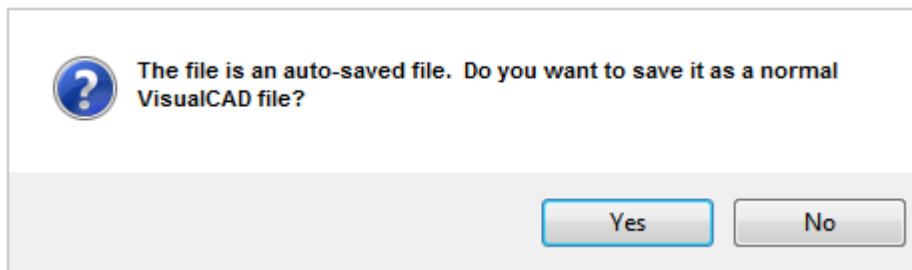 The file is an auto-saved file.  Do you want to save it as a normal
VisualCAD file?
Yes No